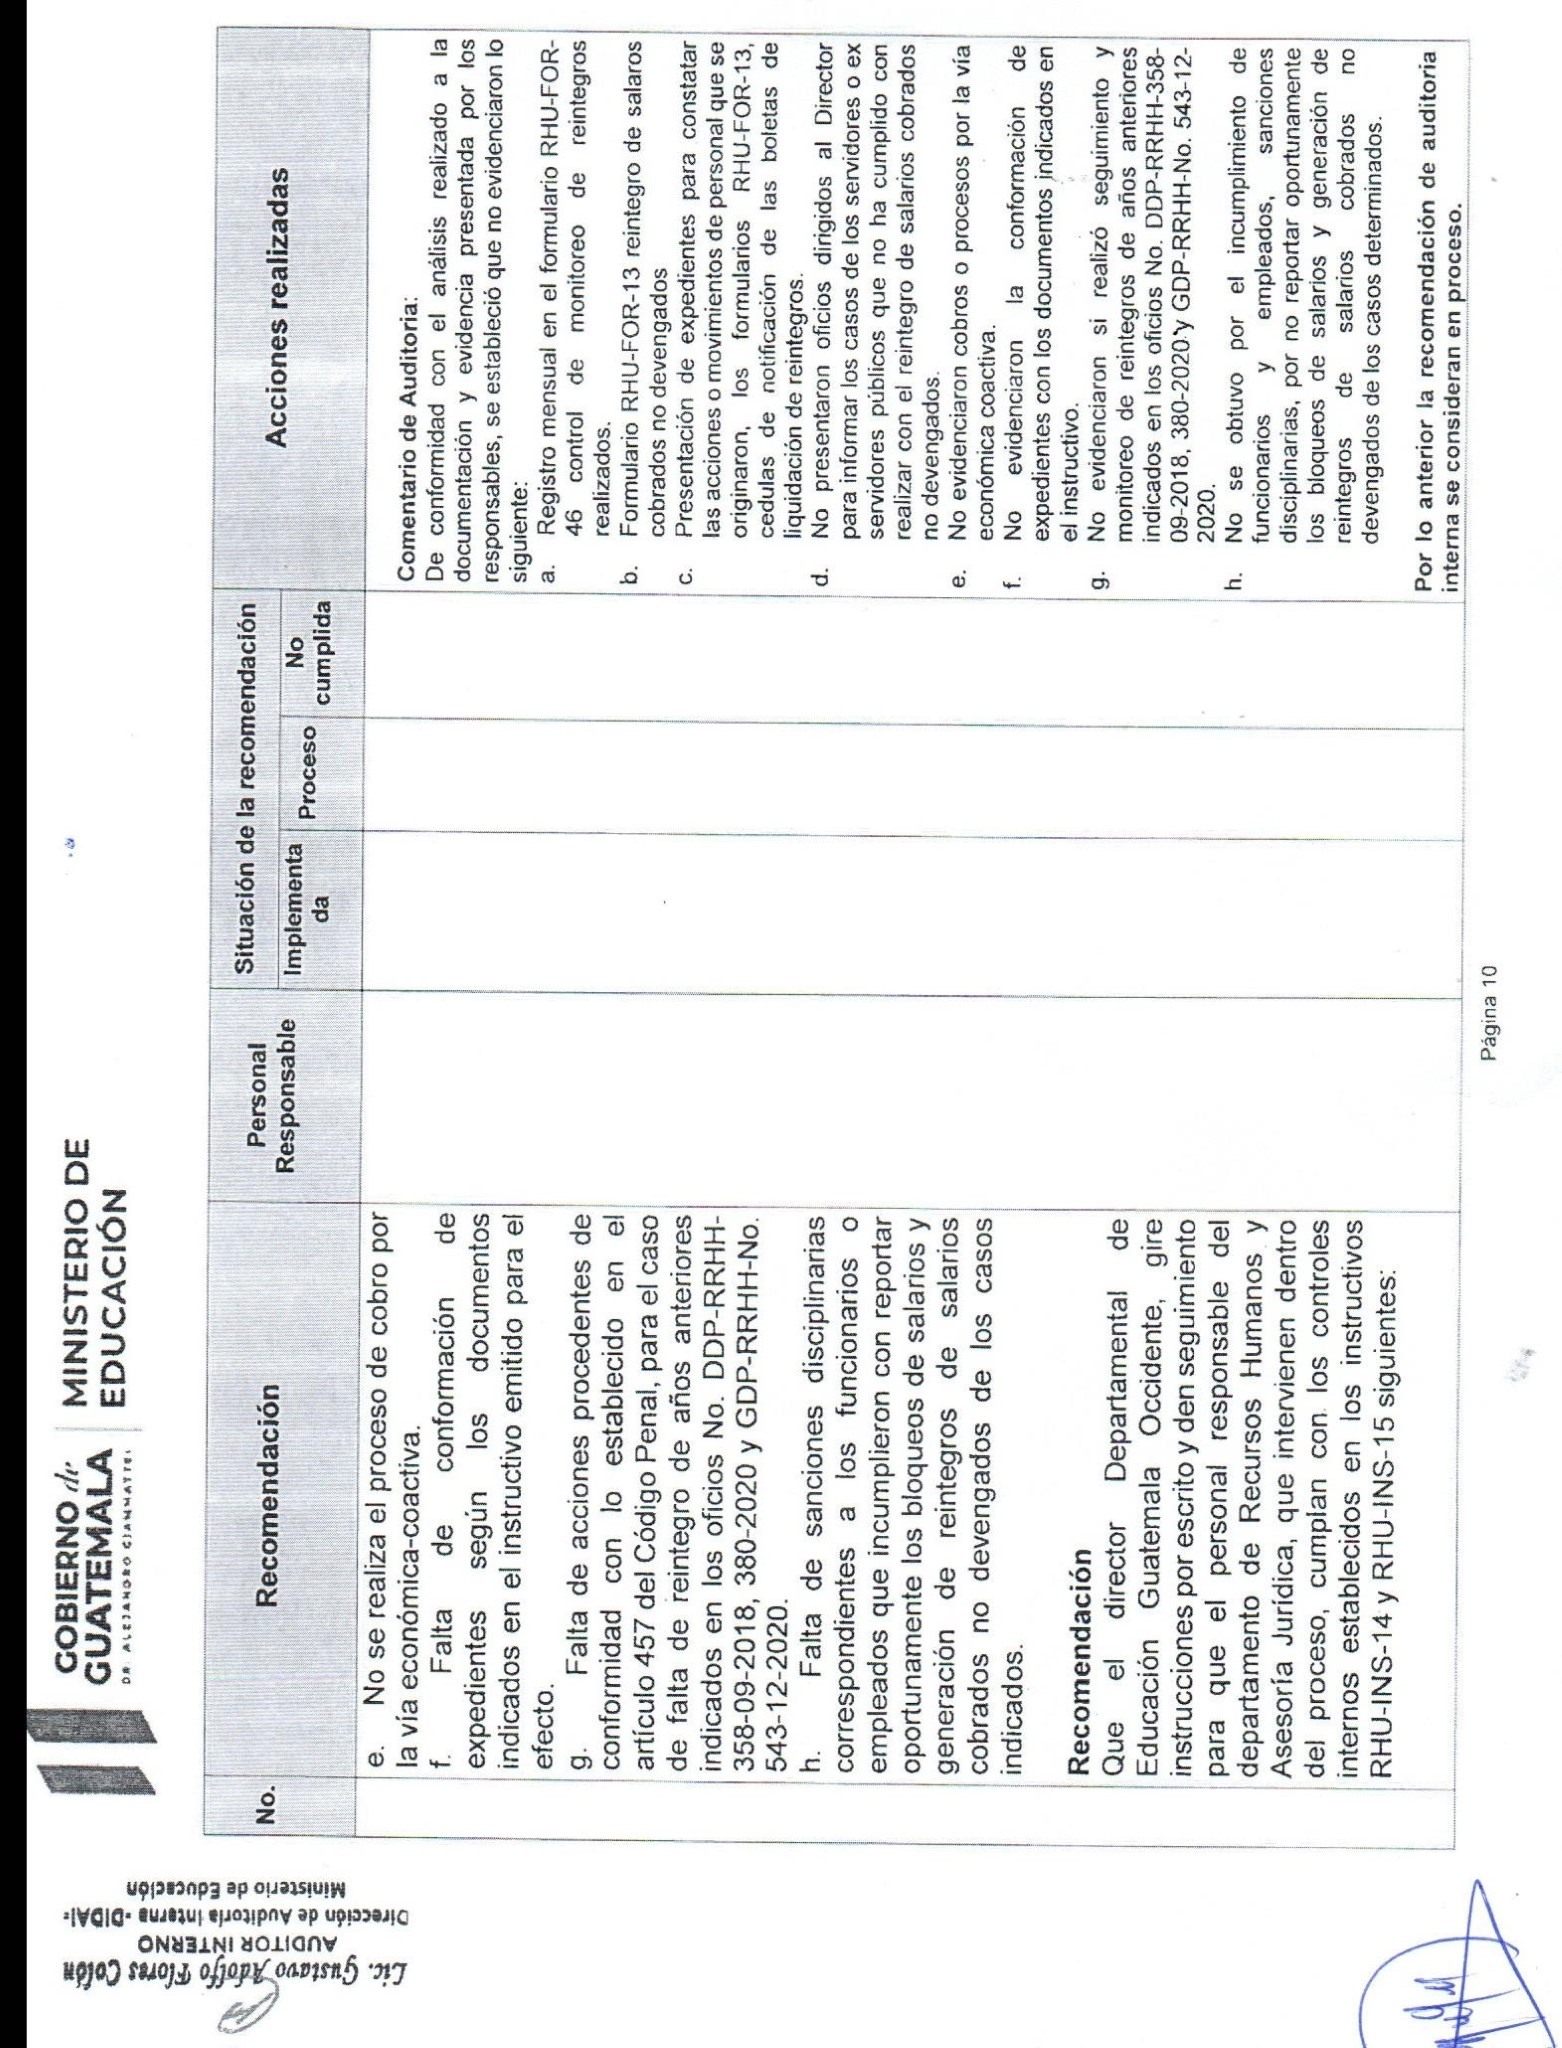 GOBIERNO de
GUATEMALA
DR. ALEJANDRO GIAMMATTEI
MINISTERIO DE
EDUCACIÓN
No.
Recomendación
Personal
Responsable
Situación de la recomendación
Implementa
da
Proceso
No
cumplida
Acciones realizadas
e. No se realiza el proceso de cobro por
la vía económica-coactiva.
f. Falta de conformación de
expedientes según los documentos
indicados en el instructivo emitido para el
efecto.
g. Falta de acciones procedentes de
conformidad con lo establecido en el
artículo 457 del Código Penal, para el caso
de falta de reintegro de años anteriores
indicados en los oficios No. DDP-RRHH-
358-09-2018, 380-2020 y GDP-RRHH-No.
543-12-2020.
h. Falta de sanciones disciplinarias
correspondientes a los funcionarios o
empleados que incumplieron con reportar
oportunamente los bloqueos de salarios y
generación de reintegros de salarios
cobrados no devengados de los casos
indicados.
Recomendación
Que el director Departamental de
Educación Guatemala Occidente, gire
instrucciones por escrito y den seguimiento
para que el personal responsable del
departamento de Recursos Humanos y
Asesoría Jurídica, que intervienen dentro
del proceso, cumplan con los controles
internos establecidos en los instructivos
RHU-INS-14 y RHU-INS-15 siguientes:
Comentario de Auditoria:
De conformidad con el análisis realizado a la
documentación y evidencia presentada por los
responsables, se estableció que no evidenciaron lo
siguiente:
a. Registro mensual en el formulario RHU-FOR-
46 control de monitoreo de reintegros
realizados.
b. Formulario RHU-FOR-13 reintegro de salaros
cobrados no devengados
c. Presentación de expedientes para constatar
las acciones o movimientos de personal que se
originaron, los formularios RHU-FOR-13,
cedulas de notificación de las boletas de
liquidación de reintegros.
d. No presentaron oficios dirigidos al Director
para informar los casos de los servidores o ex
servidores públicos que no ha cumplido con
realizar con el reintegro de salarios cobrados
no devengados.
e. No evidenciaron cobros o procesos por la vía
económica coactiva.
f. No evidenciaron la conformación de
expedientes con los documentos indicados en
el instructivo.
g. No evidenciaron si realizó seguimiento y
monitoreo de reintegros de años anteriores
indicados en los oficios No. DDP-RRHH-358-
09-2018, 380-2020 y GDP-RRHH-No. 543-12-
2020.
h. No se obtuvo por el incumplimiento de
funcionarios y empleados, sanciones
disciplinarias, por no reportar oportunamente
los bloqueos de salarios y generación de
reintegros de salarios cobrados no
devengados de los casos determinados.
Por lo anterior la recomendación de auditoria
interna se consideran en proceso.
Página 10
Lic. Gustavo Adolfo Flores Colón
AUDITOR INTERNO
Dirección de Auditoría Interna -DIDAI-
Ministerio de Educación